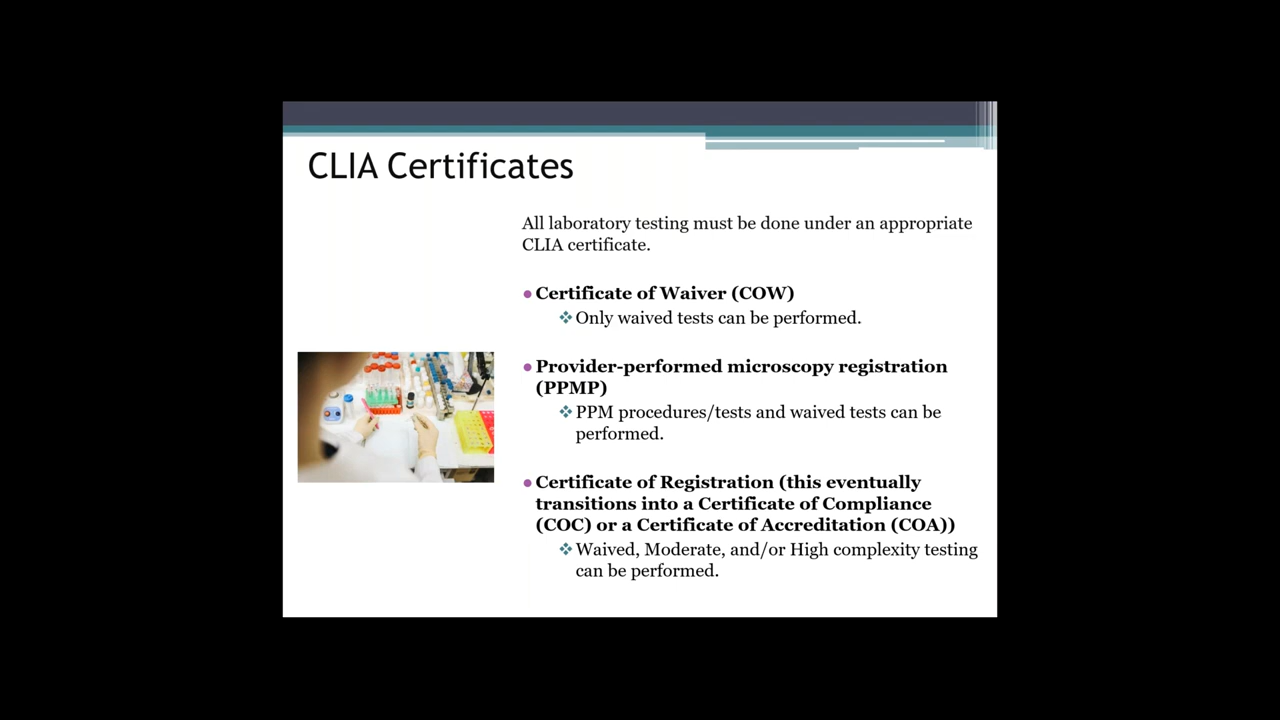 CLIA Certificates
All laboratory testing must be done under an appropriate
CLIA certificate.
Certificate of Waiver (COW)
Only waived tests can be performed.
Provider-performed microscopy registration
(PPMP)
PPM procedures/tests and waived tests can be
performed.
Certificate of Registration (this eventually
transitions into a Certificate of Compliance
(COC) or a Certificate of Accreditation (COA))
Waived, Moderate, and/or High complexity testing
can be performed.